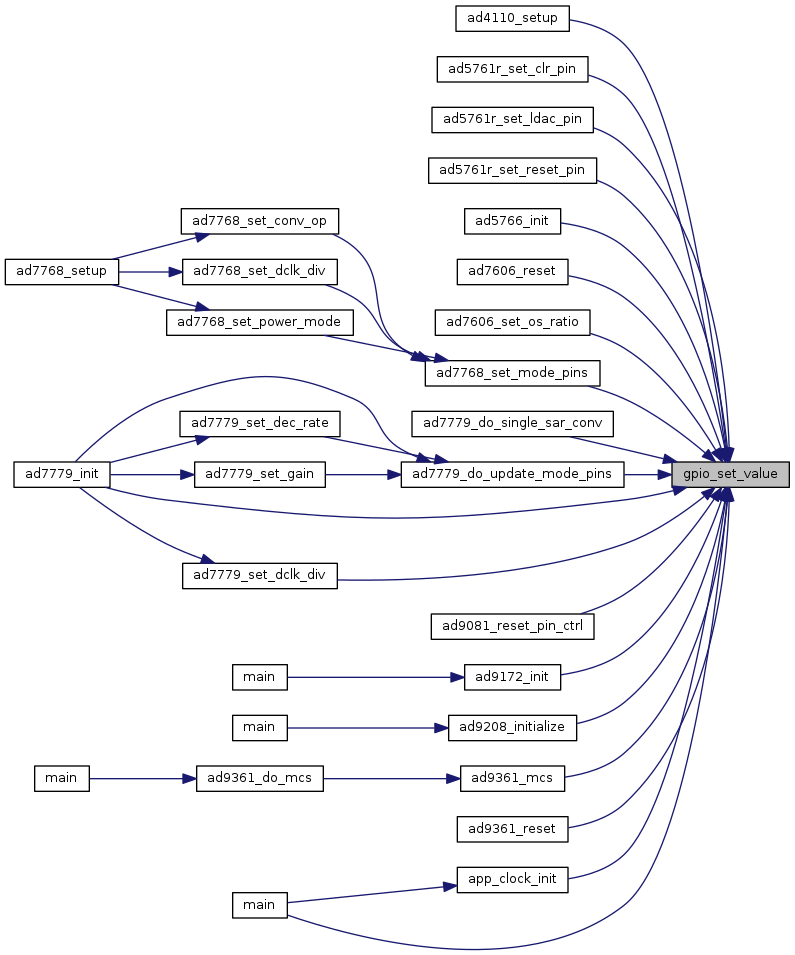 ad4110_setup
ad5761r_set_clr_pin
ad5761r_set_ldac_pin
ad5761r_set_reset_pin
ad7768_set_conv_op
ad5766_init
ad7768_setup
ad7768_set_dclk_div
ad7606_reset
ad7768_set_power_mode
ad7606_set_os_ratio
ad7768_set_mode_pins
ad7779_set_dec_rate
ad7779_do_single_sar_conv
ad7779_init
ad7779_set_gain
ad7779_do_update_mode_pins
gpio_set_value
ad7779_set_dclk_div
ad9081_reset_pin_ctrl
main
ad9172_init
main
ad9208_initialize
main
ad9361_do_mcs
ad9361_mcs
ad9361_reset
app_clock_init
main